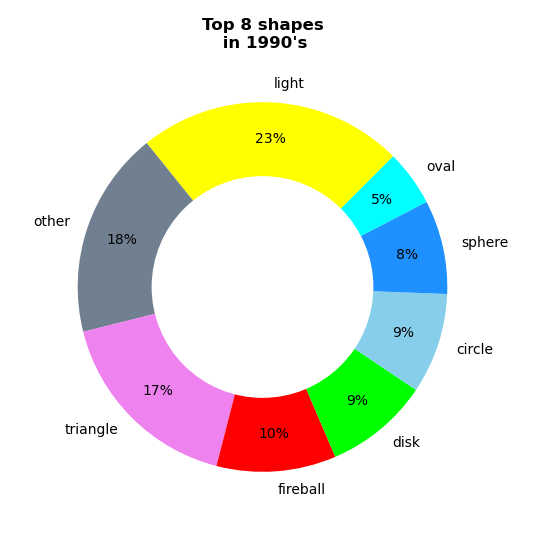 Top 8 shapes
in 1990's
light
23%
oval
5%
other
18%
sphere
8%
circle
9%
triangle
17%
disk
9%
fireball
10%